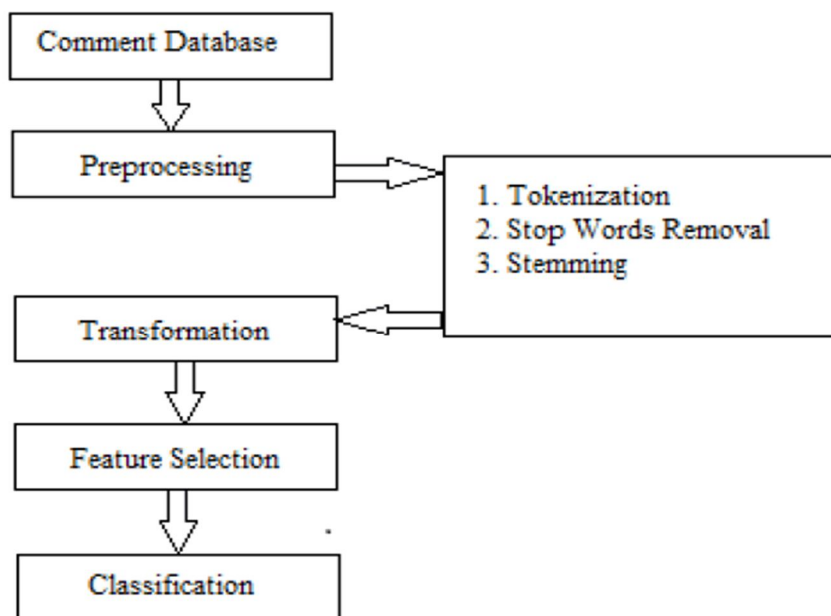 Comment Database
Preprocessing
1. Tokenization
2. Stop Words Removal
3. Stemming
Transformation
Feature Selection
Classification